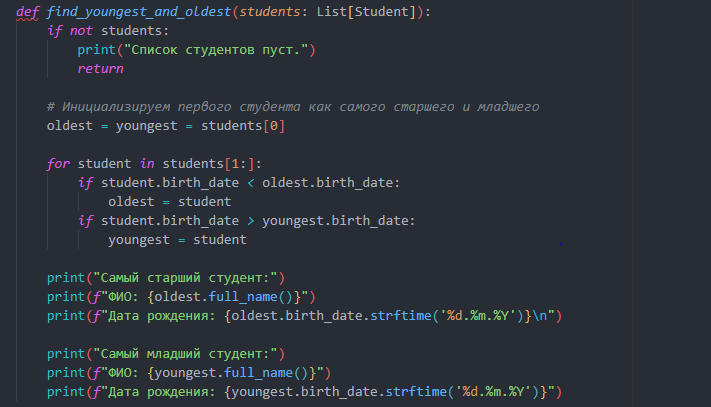 def find_youngest_and_oldest(students: List[Student]):
    if not students:
        print("Список студентов пуст.")
        return
    # Инициализируем первого студента как самого старшего и младшего
    oldest = youngest = students[0]
    for student in students[1:]:
        if student.birth_date < oldest.birth_date:
            oldest = student
        if student.birth_date > youngest.birth_date:
            youngest = student
    print("Самый старший студент:")
    print(f"ФИО: {oldest.full_name()}")
    print(f"Дата рождения: {oldest.birth_date.strftime('%d.%m.%Y')}\n")
    print("Самый младший студент:")
    print(f"ФИО: {youngest.full_name()}")
    print(f"Дата рождения: {youngest.birth_date.strftime('%d.%m.%Y')}")